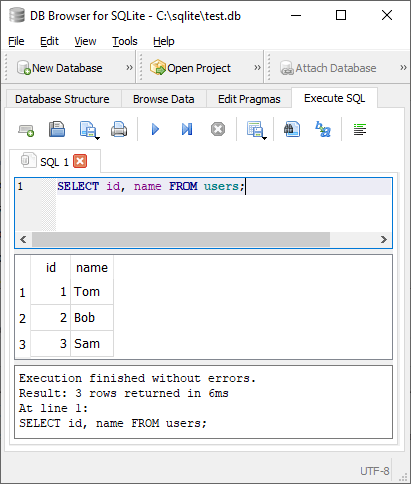 DB Browser for SQLite - C:\sqlite\test.db
File Edit View Tools Help
New Database Open Project Attach Database
Database Structure Browse Data Edit Pragmas Execute SQL
SQL 1
1 SELECT id, name FROM users;
id name
1 1 Tom
2 2 Bob
3 3 Sam
Execution finished without errors.
Result: 3 rows returned in 6ms
At line 1:
SELECT id, name FROM users;
UTF-8